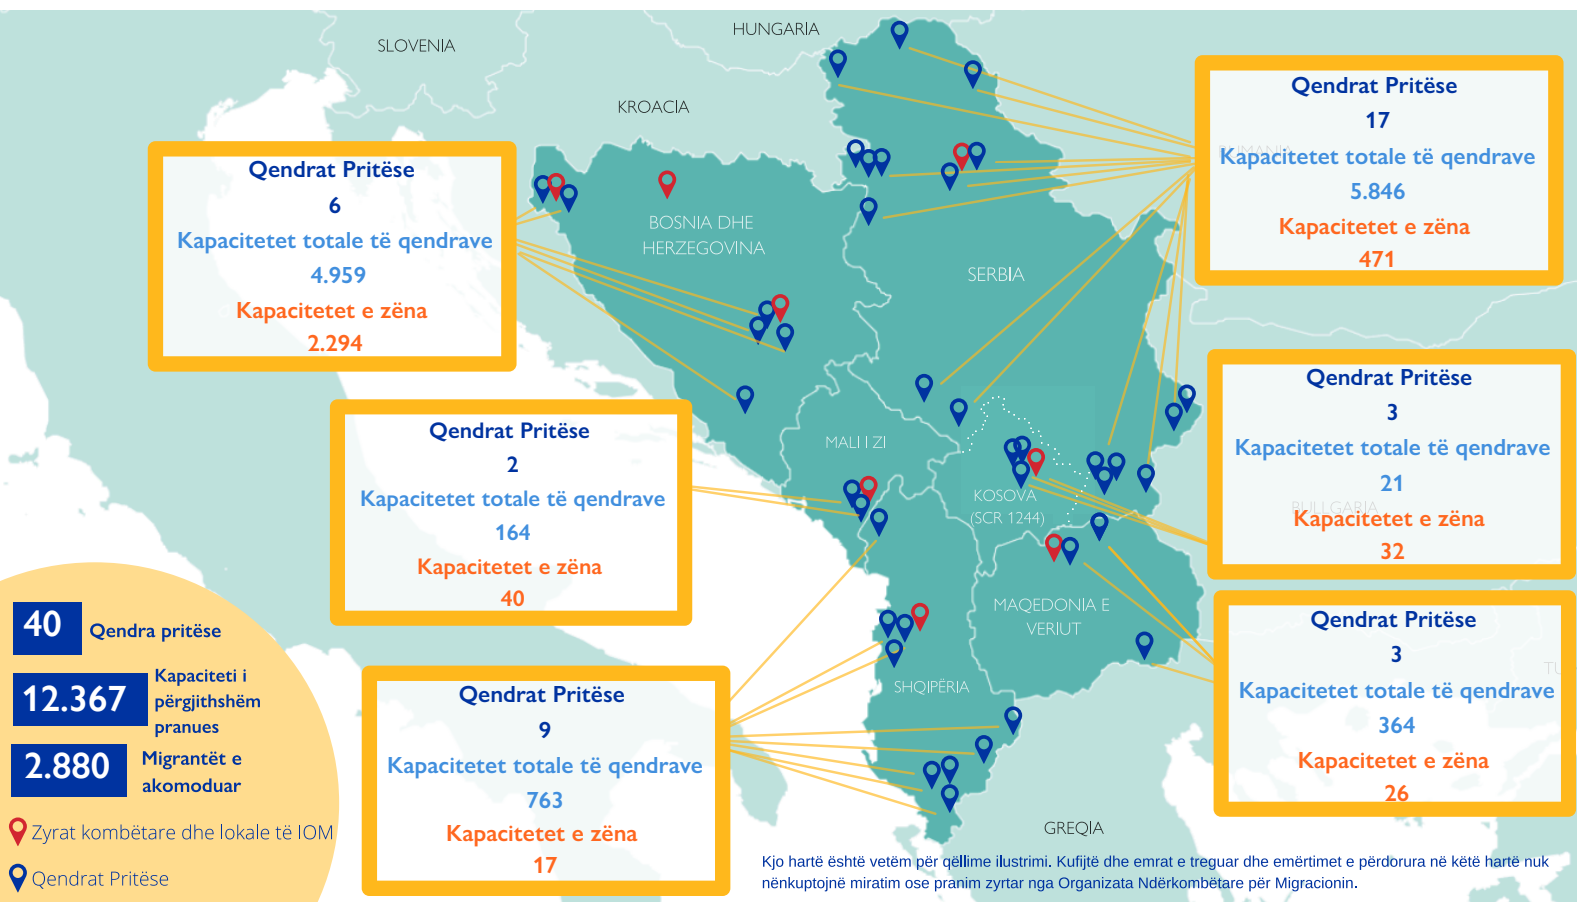 HUNGARIA
SLOVENIA
KROACIA
BOSNIA DHE
HERZEGOVINA
SERBIA
MALI I ZI
KOSOVA
(SCR 1244)
MAQEDONIA E
VERIUT
SHQIPËRIA
GREQIA
BULLGARIA
Qendrat Pritëse
6
Kapacitetet totale të qendrave
4.959
Kapacitetet e zëna
2.294
Qendrat Pritëse
17
Kapacitetet totale të qendrave
5.846
Kapacitetet e zëna
471
Qendrat Pritëse
2
Kapacitetet totale të qendrave
164
Kapacitetet e zëna
40
Qendrat Pritëse
3
Kapacitetet totale të qendrave
21
Kapacitetet e zëna
32
Qendrat Pritëse
9
Kapacitetet totale të qendrave
763
Kapacitetet e zëna
17
Qendrat Pritëse
3
Kapacitetet totale të qendrave
364
Kapacitetet e zëna
26
40
Qendra pritëse
12.367
Kapaciteti i
përgjithshëm
pranues
2.880
Migrantët e
akomoduar
Zyrat kombëtare dhe lokale të IOM
Qendrat Pritëse
Kjo hartë është vetëm për qëllime ilustrimi. Kufijtë dhe emrat e treguar dhe emërtimet e përdorura në këtë hartë nuk
nënkuptojnë miratim ose pranim zyrtar nga Organizata Ndërkombëtare për Migracionin.